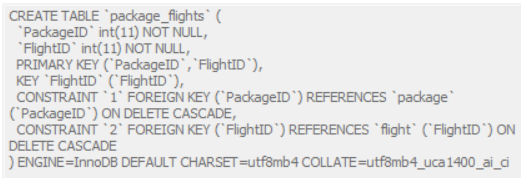 CREATE TABLE `package_flights` (
`PackageID` int(11) NOT NULL,
`FlightID` int(11) NOT NULL,
PRIMARY KEY (`PackageID`,`FlightID`),
KEY `FlightID` (`FlightID`),
CONSTRAINT `1` FOREIGN KEY (`PackageID`) REFERENCES `package`
(`PackageID`) ON DELETE CASCADE,
CONSTRAINT `2` FOREIGN KEY (`FlightID`) REFERENCES `flight` (`FlightID`) ON
DELETE CASCADE
) ENGINE=InnoDB DEFAULT CHARSET=utf8mb4 COLLATE=utf8mb4_uca1400_ai_ci